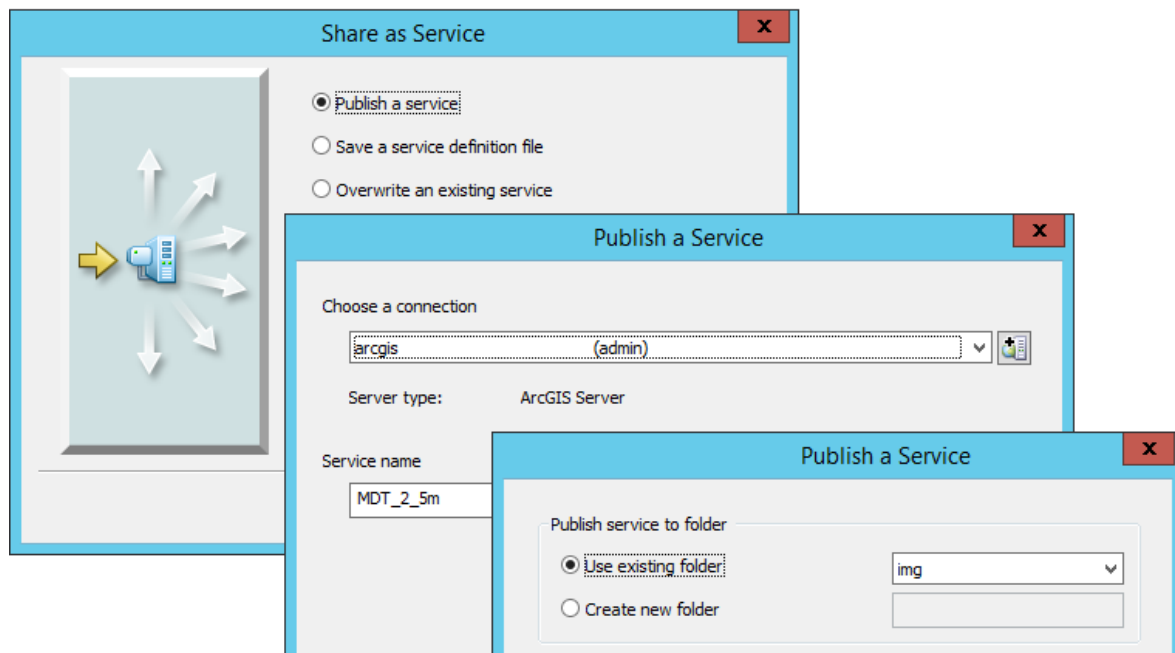 Share as Service
x
Publish a service
Save a service definition file
Overwrite an existing service
Publish a Service
x
Choose a connection
arcgis (admin)
Server type: ArcGIS Server
Service name
MDT_2_5m
Publish a Service
x
Publish service to folder
Use existing folder img
Create new folder